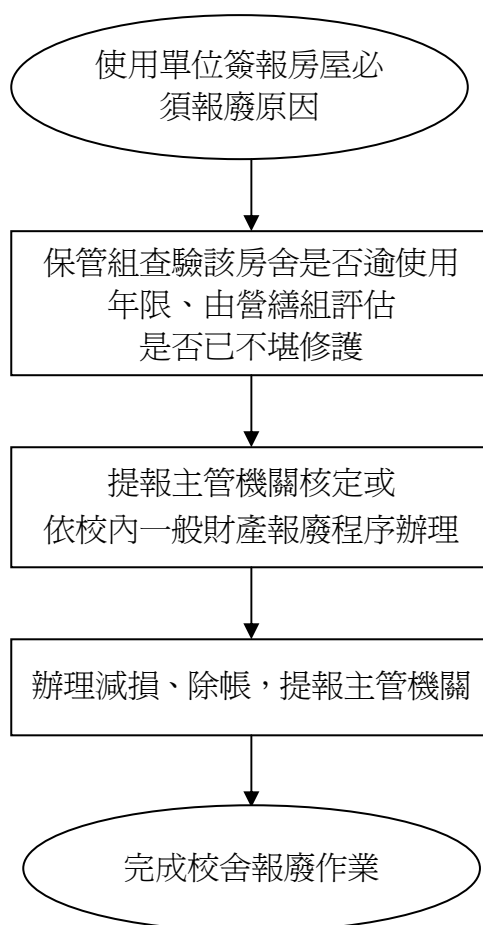 使用單位簽報房屋必
須報廢原因
保管組查驗該房舍是否逾使用
年限、由營繕組評估
是否已不堪修護
提報主管機關核定或
依校內一般財產報廢程序辦理
辦理減損、除帳，提報主管機關
完成校舍報廢作業